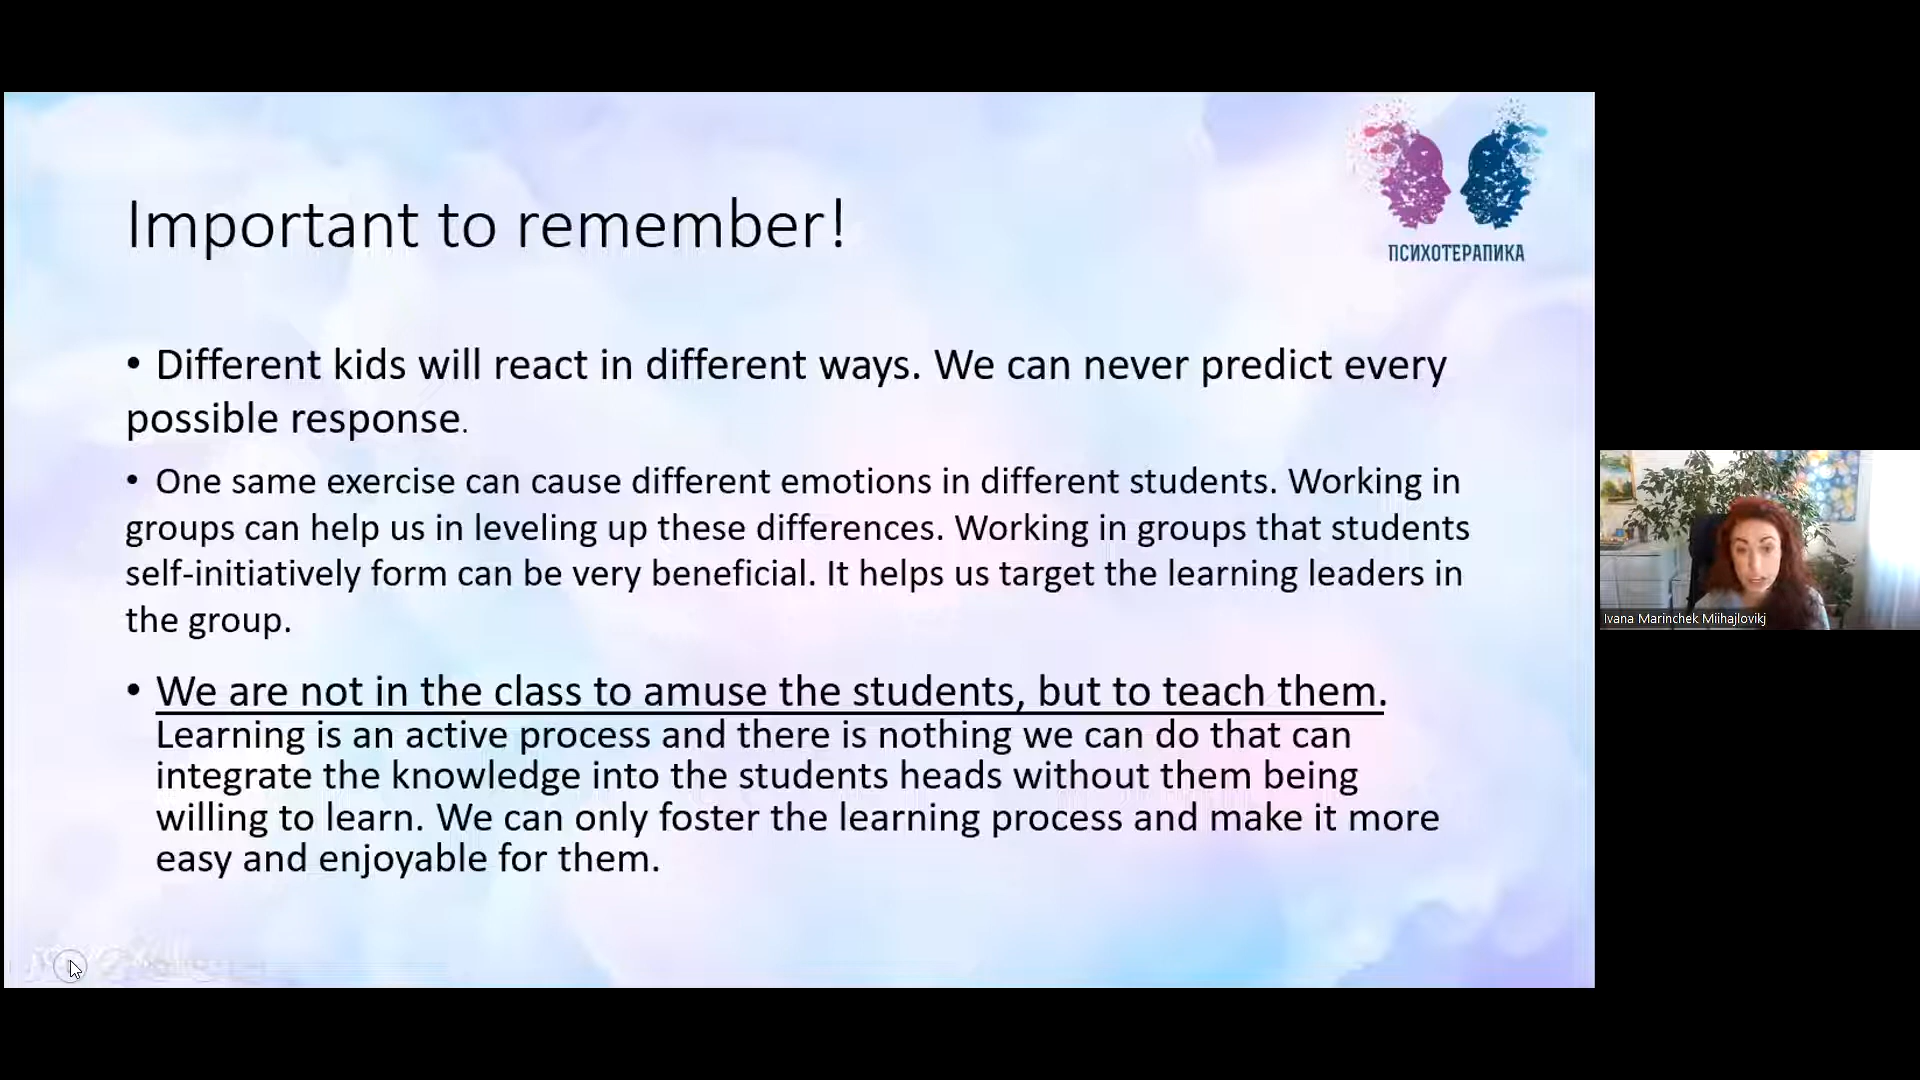 ПСИХОТЕРАПИКА
Important to remember!
• Different kids will react in different ways. We can never predict every
possible response.
• One same exercise can cause different emotions in different students. Working in
groups can help us in leveling up these differences. Working in groups that students
self-initiatively form can be very beneficial. It helps us target the learning leaders in
the group.
• We are not in the class to amuse the students, but to teach them.
Learning is an active process and there is nothing we can do that can
integrate the knowledge into the students heads without them being
willing to learn. We can only foster the learning process and make it more
easy and enjoyable for them.
Ivana Marinchek Miihajlovikj